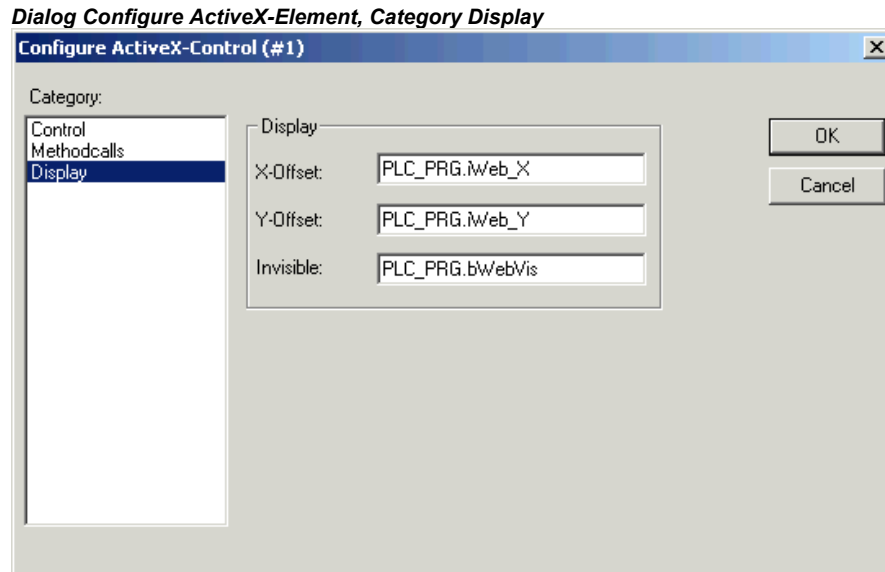 Dialog Configure ActiveX-Element, Category Display
Configure ActiveX-Control (#1)
Category:
Control
Methodcalls
Display
Display
X-Offset: PLC_PRG.iWeb_X
Y-Offset: PLC_PRG.iWeb_Y
Invisible: PLC_PRG.bWebVis
OK
Cancel